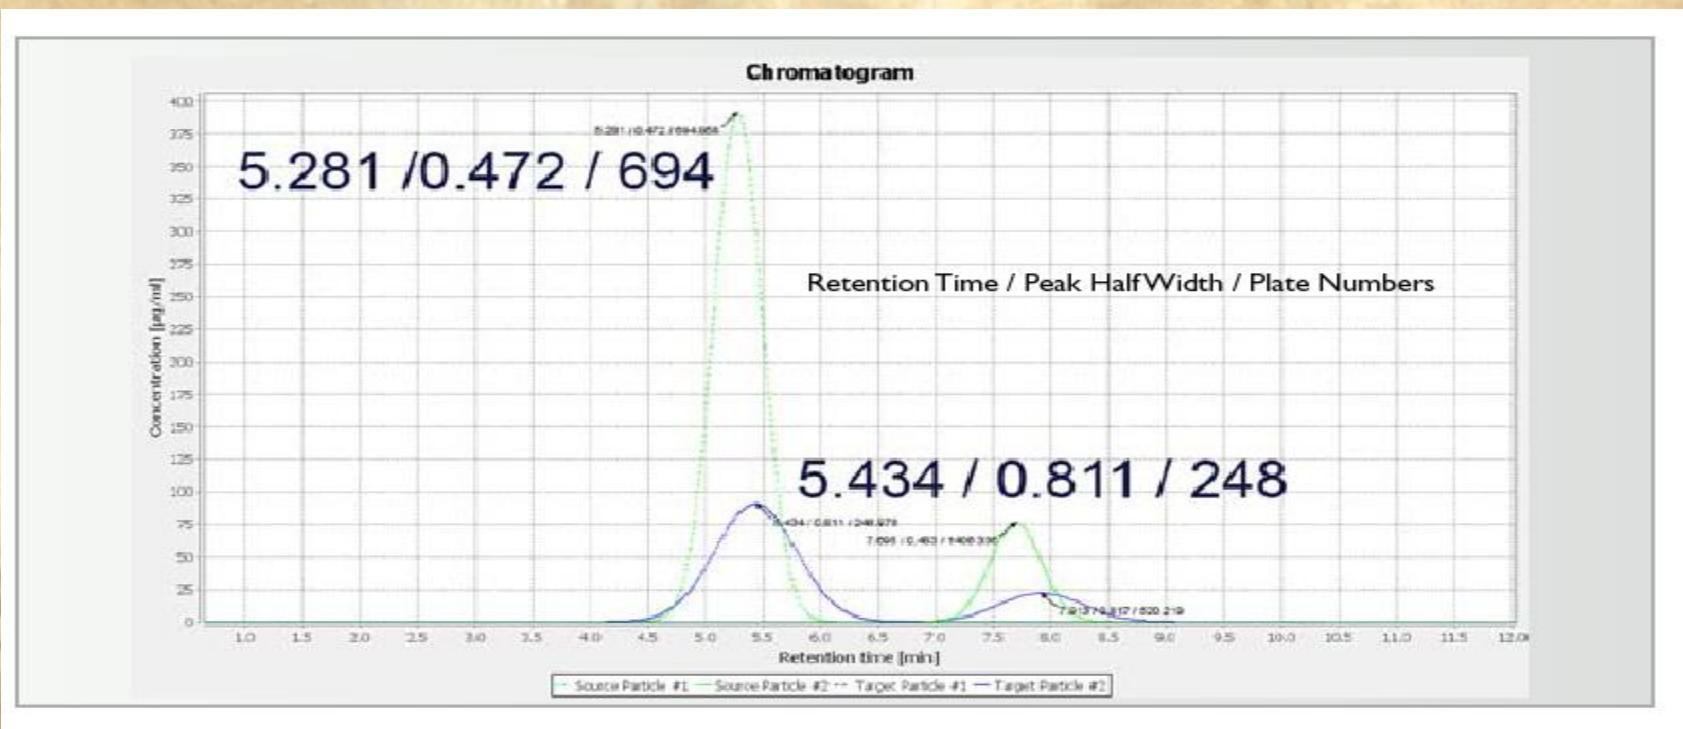 Chromatogram
400
375
350
325
300
275
250
225
200
175
150
125
100
75
50
25
0
Concentration [µg/ml]
5.281 /0.472 / 694
Retention Time / Peak Half Width / Plate Numbers
5.434 / 0.811 / 248
1.0 1.5 2.0 2.5 3.0 3.5 4.0 4.5 5.0 5.5 6.0 6.5 7.0 7.5 8.0 8.5 9.0 9.5 10.0 10.5 11.0 11.5 12.0
Retention time [min]
Source Particle #1 Source Particle #2 Target Particle #1 Target Particle #2